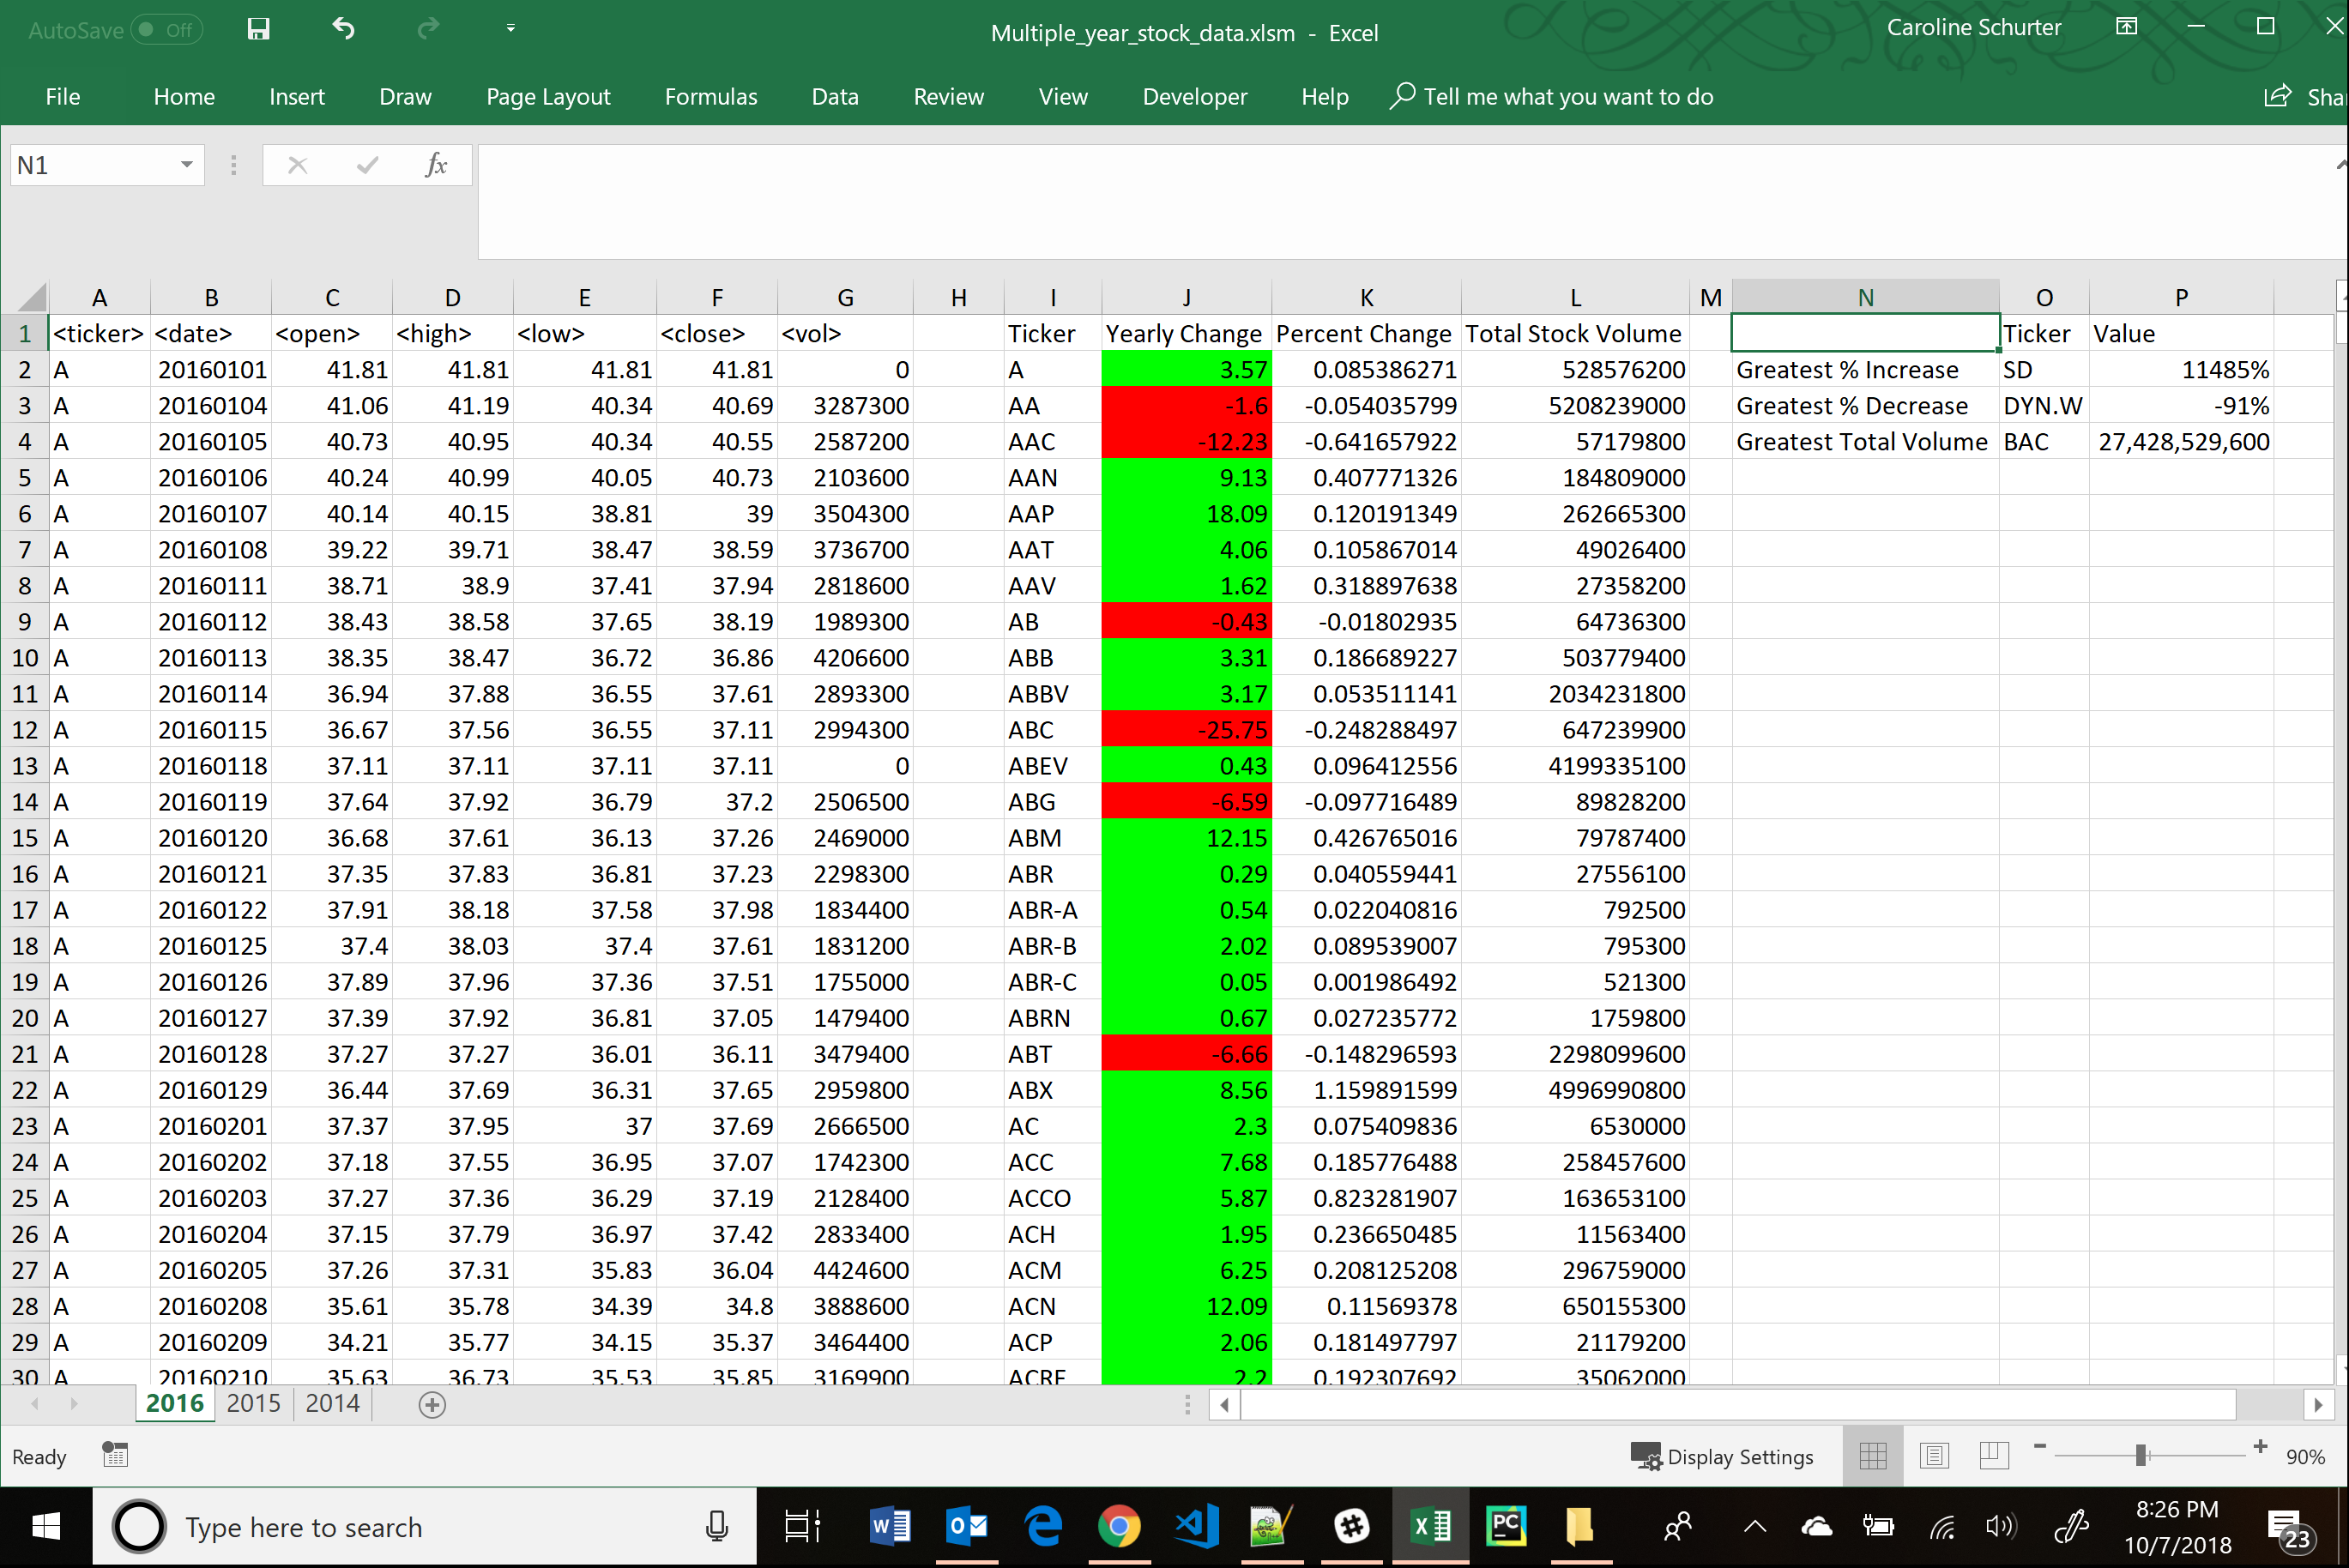 AutoSave Off Multiple_year_stock_data.xlsm - Excel Caroline Schurter
File Home Insert Draw Page Layout Formulas Data Review View Developer Help Tell me what you want to do
N1 fx
A B C D E F G H I J K L M N O P
1 <ticker> <date> <open> <high> <low> <close> <vol> Ticker Yearly Change Percent Change Total Stock Volume Ticker Value
2 A 20160101 41.81 41.81 41.81 41.81 0 A 3.57 0.085386271 528576200 Greatest % Increase SD 11485%
3 A 20160104 41.06 41.19 40.34 40.69 3287300 AA -1.6 -0.054035799 5208239000 Greatest % Decrease DYN.W -91%
4 A 20160105 40.73 40.95 40.34 40.55 2587200 AAC -12.23 -0.641657922 57179800 Greatest Total Volume BAC 27,428,529,600
5 A 20160106 40.24 40.99 40.05 40.73 2103600 AAN 9.13 0.407771326 184809000
6 A 20160107 40.14 40.15 38.81 39 3504300 AAP 18.09 0.120191349 262665300
7 A 20160108 39.22 39.71 38.47 38.59 3736700 AAT 4.06 0.105867014 49026400
8 A 20160111 38.71 38.9 37.41 37.94 2818600 AAV 1.62 0.318897638 27358200
9 A 20160112 38.43 38.58 37.65 38.19 1989300 AB -0.43 -0.01802935 64736300
10 A 20160113 38.35 38.47 36.72 36.86 4206600 ABB 3.31 0.186689227 503779400
11 A 20160114 36.94 37.88 36.55 37.61 2893300 ABBV 3.17 0.053511141 2034231800
12 A 20160115 36.67 37.56 36.55 37.11 2994300 ABC -25.75 -0.248288497 647239900
13 A 20160118 37.11 37.11 37.11 37.11 0 ABEV 0.43 0.096412556 4199335100
14 A 20160119 37.64 37.92 36.79 37.2 2506500 ABG -6.59 -0.097716489 89828200
15 A 20160120 36.68 37.61 36.13 37.26 2469000 ABM 12.15 0.426765016 79787400
16 A 20160121 37.35 37.83 36.81 37.23 2298300 ABR 0.29 0.040559441 27556100
17 A 20160122 37.91 38.18 37.58 37.98 1834400 ABR-A 0.54 0.022040816 792500
18 A 20160125 37.4 38.03 37.4 37.61 1831200 ABR-B 2.02 0.089539007 795300
19 A 20160126 37.89 37.96 37.36 37.51 1755000 ABR-C 0.05 0.001986492 521300
20 A 20160127 37.39 37.92 36.81 37.05 1479400 ABRN 0.67 0.027235772 1759800
21 A 20160128 37.27 37.27 36.01 36.11 3479400 ABT -6.66 -0.148296593 2298099600
22 A 20160129 36.44 37.69 36.31 37.65 2959800 ABX 8.56 1.159891599 4996990800
23 A 20160201 37.37 37.95 37 37.69 2666500 AC 2.3 0.075409836 6530000
24 A 20160202 37.18 37.55 36.95 37.07 1742300 ACC 7.68 0.185776488 258457600
25 A 20160203 37.27 37.36 36.29 37.19 2128400 ACCO 5.87 0.823281907 163653100
26 A 20160204 37.15 37.79 36.97 37.42 2833400 ACH 1.95 0.236650485 11563400
27 A 20160205 37.26 37.31 35.83 36.04 4424600 ACM 6.25 0.208125208 296759000
28 A 20160208 35.61 35.78 34.39 34.8 3888600 ACN 12.09 0.11569378 650155300
29 A 20160209 34.21 35.77 34.15 35.37 3464400 ACP 2.06 0.181497797 21179200
30 A 20160210 35.63 36.73 35.53 35.85 3169900 ACRE 2.2 0.192307692 35062000
2016 2015 2014
Ready Display Settings 90%
Type here to search 8:26 PM
10/7/2018 23